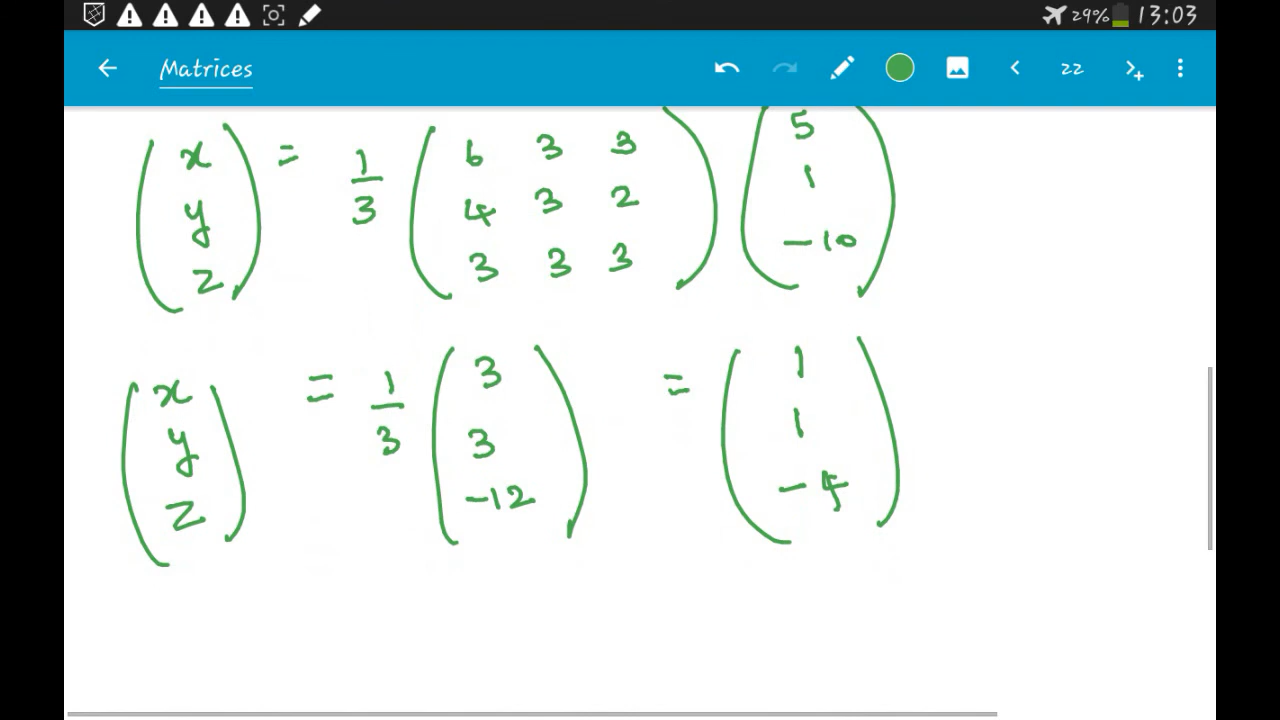 29% 13:03
Matrices 22
( x y z ) = 1/3 ( 6 3 3 4 3 2 3 3 3 ) ( 5 1 -10 )
( x y z ) = 1/3 ( 3 3 -12 ) = ( 1 1 -4 )